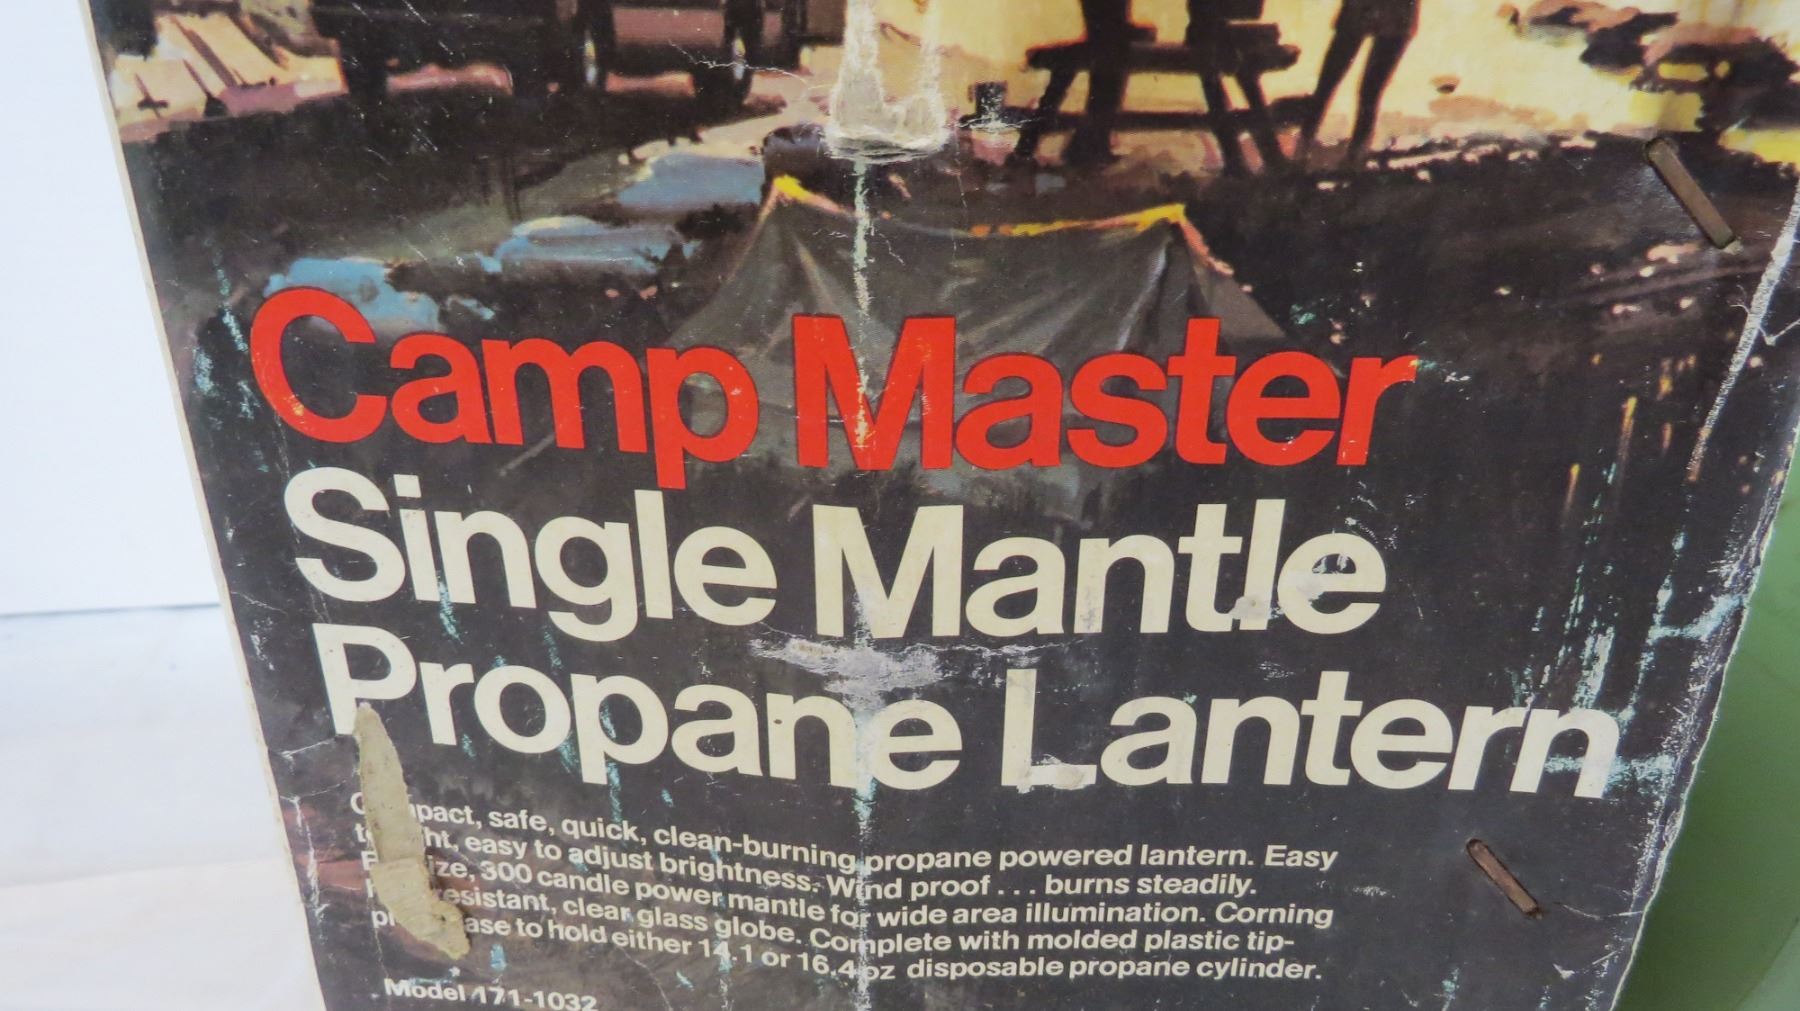 Camp Master
Single Mantle
Propane Lantern
safe, quick, clean-burning propane powered lantern. Easy
easy to adjust brightness. Wind proof ... burns steadily.
300 candle power mantle for wide area illumination. Corning
clear glass globe. Complete with molded plastic tip-
to hold either 14.1 or 16.4 oz disposable propane cylinder.
Model 171-1032